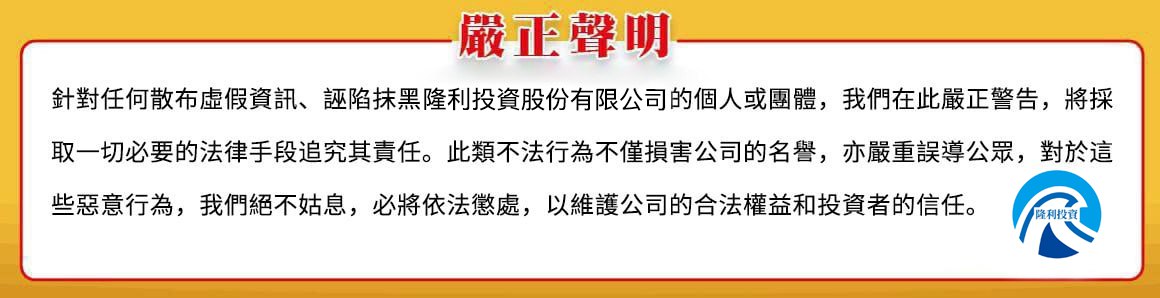 嚴正聲明
針對任何散布虛假資訊、誣陷抹黑隆利投資股份有限公司的個人或團體，我們在此嚴正警告，將採
取一切必要的法律手段追究其責任。此類不法行為不僅損害公司的名譽，亦嚴重誤導公眾，對於這
些惡意行為，我們絕不姑息，必將依法懲處，以維護公司的合法權益和投資者的信任。
隆利投資